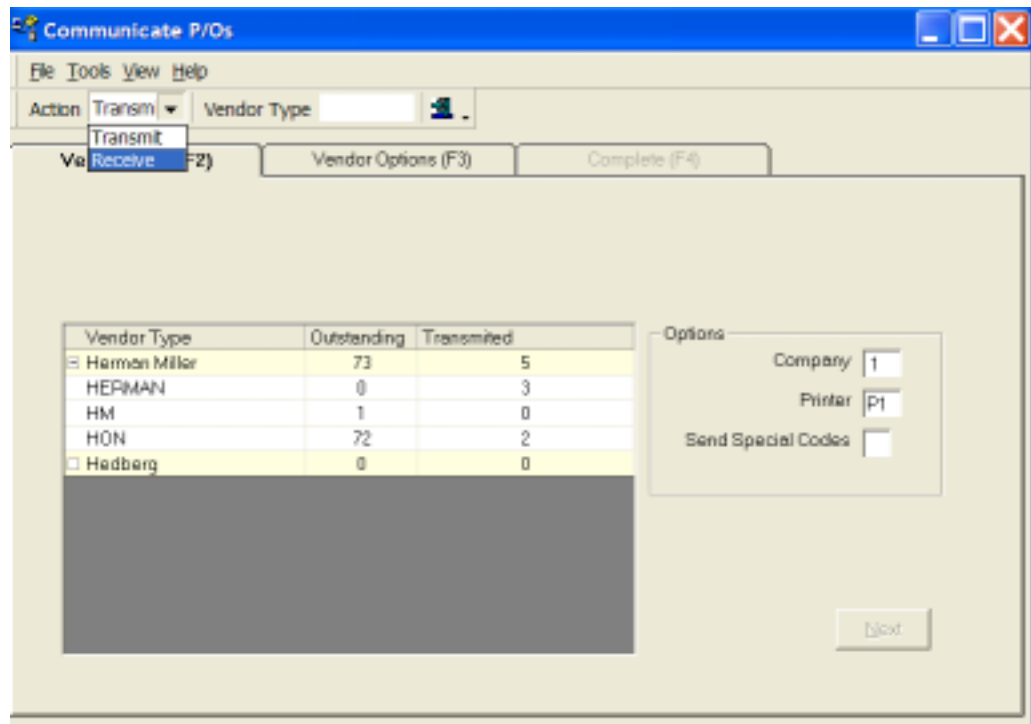 Communicate P/Os
File Tools View Help
Action Transm Vendor Type
Transmit
Receive
Ve F2) Vendor Options (F3) Complete (F4)
Vendor Type Outstanding Transmited
Herman Miller 73 5
HERMAN 0 3
HM 1 0
HON 72 2
Hedberg 0 0
Options
Company 1
Printer P1
Send Special Codes
Next